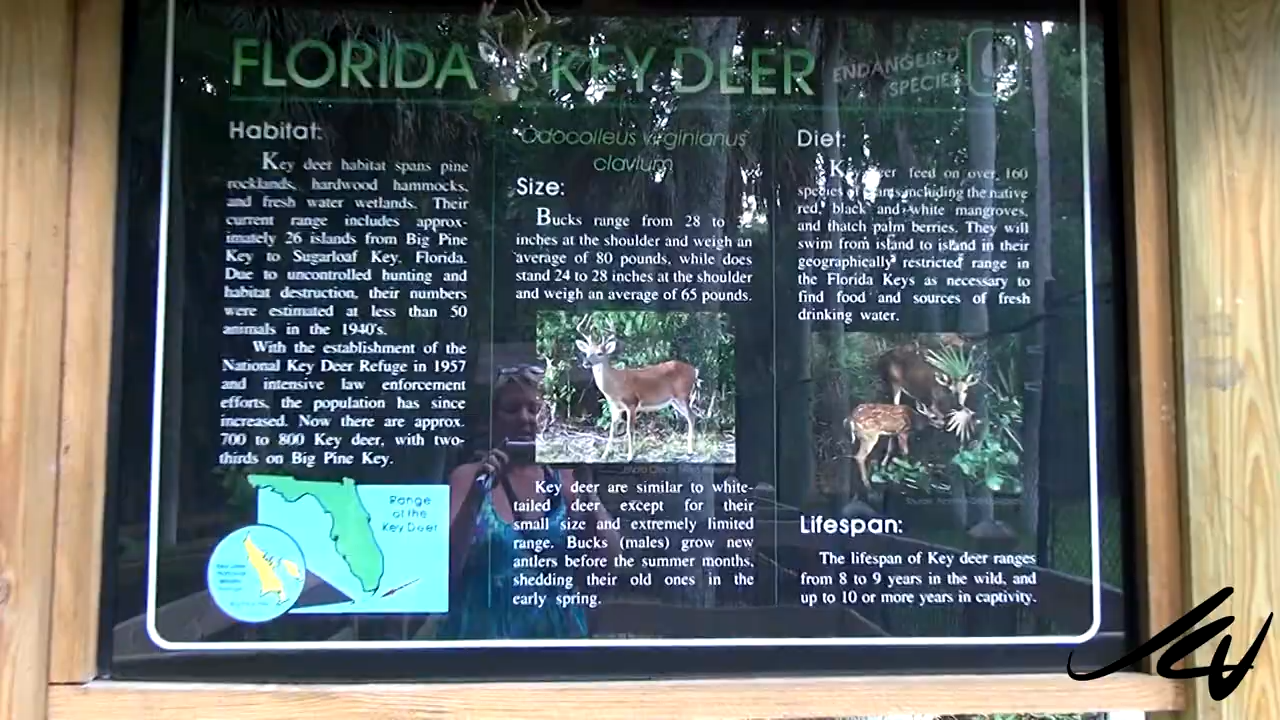 FLORIDA KEY DEER
ENDANGERED
SPECIES
Habitat:
Key deer habitat spans pine
rocklands, hardwood hammocks,
and fresh water wetlands. Their
current range includes approx-
imately 26 islands from Big Pine
Key to Sugarloaf Key, Florida.
Due to uncontrolled hunting and
habitat destruction, their numbers
were estimated at less than 50
animals in the 1940's.
With the establishment of the
National Key Deer Refuge in 1957
and intensive law enforcement
efforts, the population has since
increased. Now there are approx.
700 to 800 Key deer, with two-
thirds on Big Pine Key.
Range
of the
Key Deer
Odocoileus virginianus
clavium
Size:
Bucks range from 28 to 32
inches at the shoulder and weigh an
average of 80 pounds, while does
stand 24 to 28 inches at the shoulder
and weigh an average of 65 pounds.
Key deer are similar to white-
tailed deer except for their
small size and extremely limited
range. Bucks (males) grow new
antlers before the summer months,
shedding their old ones in the
early spring.
Diet:
Key deer feed on over 160
species of plants including the native
red, black and white mangroves,
and thatch palm berries. They will
swim from island to island in their
geographically restricted range in
the Florida Keys as necessary to
find food and sources of fresh
drinking water.
Lifespan:
The lifespan of Key deer ranges
from 8 to 9 years in the wild, and
up to 10 or more years in captivity.